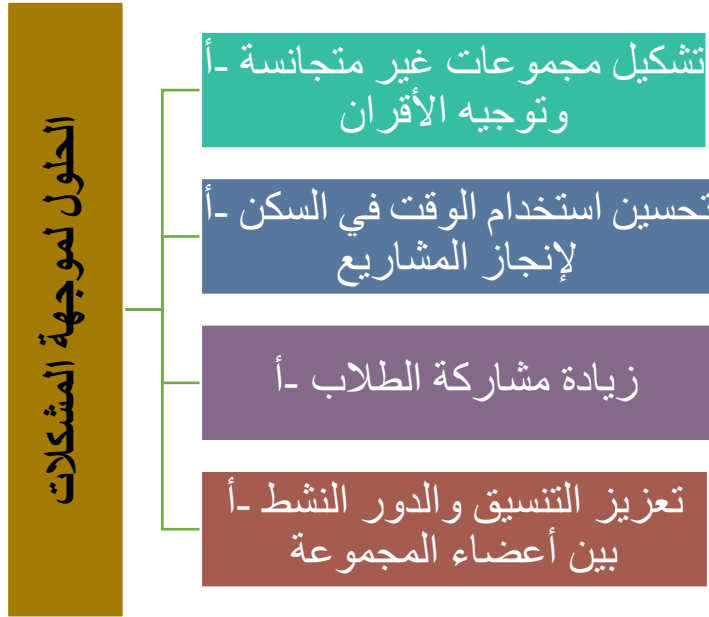 الحلول لموجهة المشكلات
أ- تشكيل مجموعات غير متجانسة
وتوجيه الأقران
أ- تحسين استخدام الوقت في السكن
لإنجاز المشاريع
أ- زيادة مشاركة الطلاب
أ- تعزيز التنسيق والدور النشط
بين أعضاء المجموعة